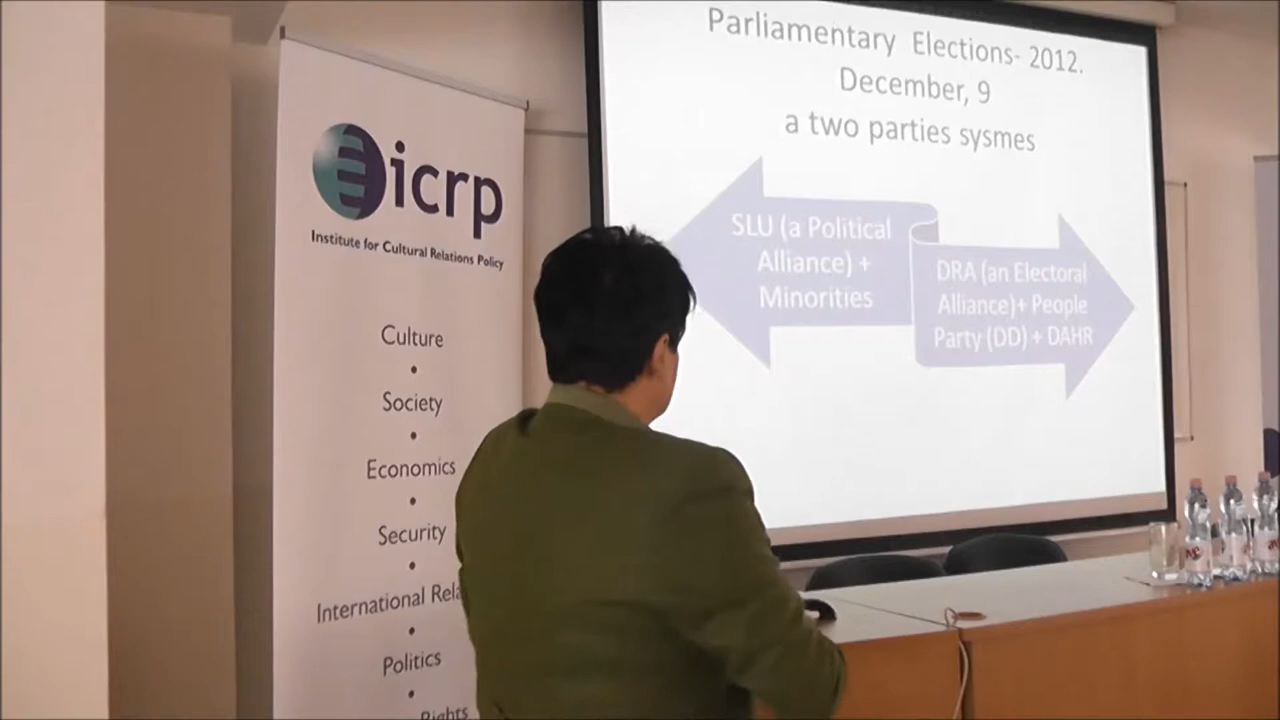 icrp
Institute for Cultural Relations Policy
Culture
•
Society
•
Economics
•
Security
•
International Rela
•
Politics
•
Rights
Parliamentary Elections- 2012.
December, 9
a two parties sysmes
SLU (a Political
Alliance) +
Minorities
DRA (an Electoral
Alliance)+ People
Party (DD) + DAHR